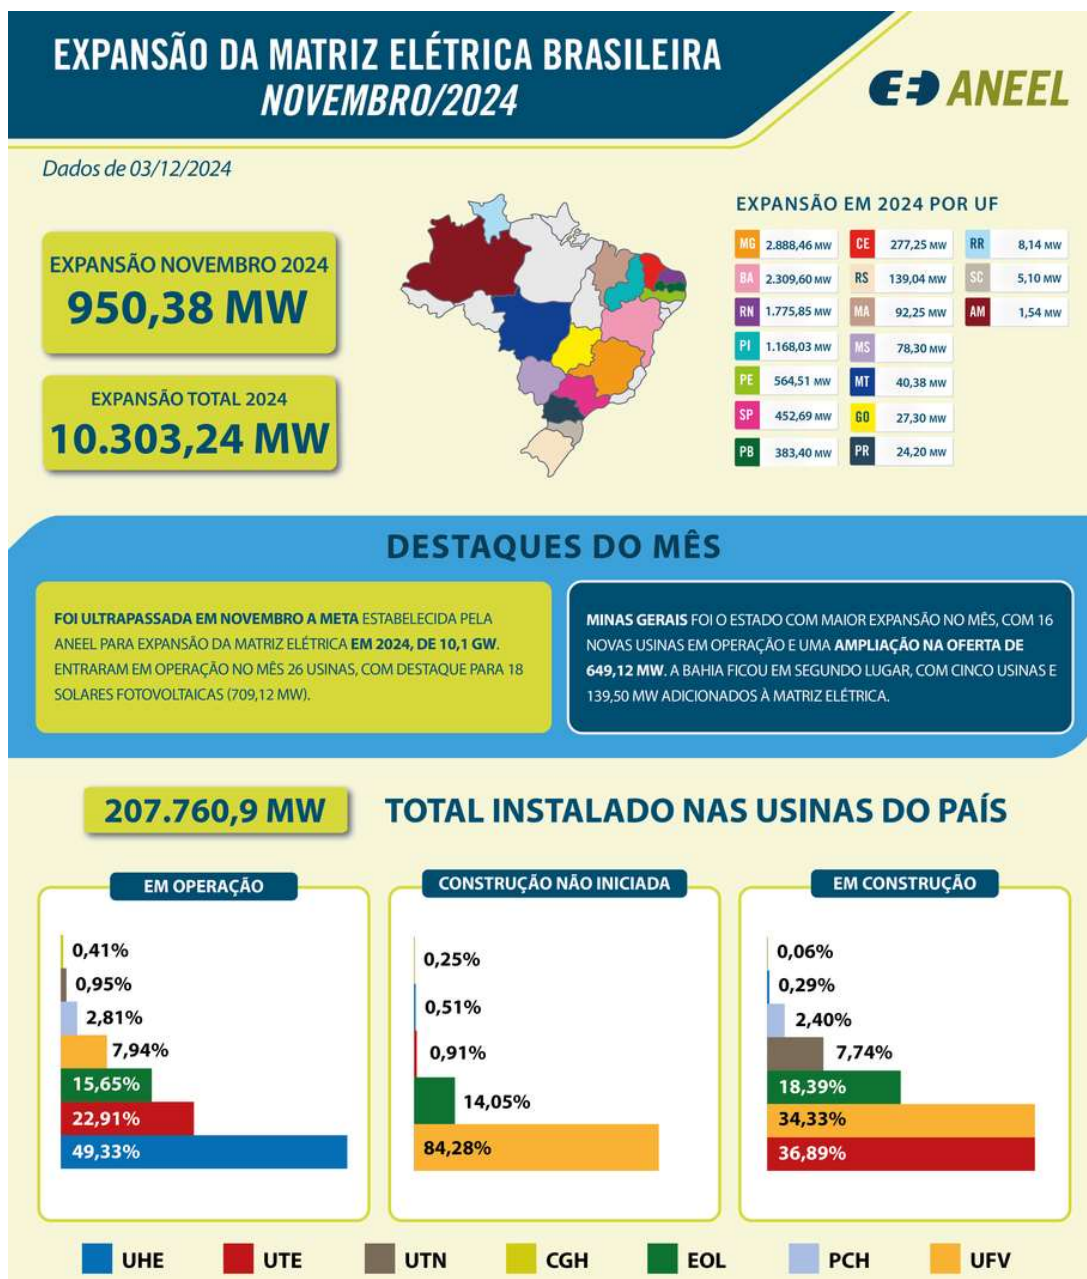 EXPANSÃO DA MATRIZ ELÉTRICA BRASILEIRA
NOVEMBRO/2024
ANEEL
Dados de 03/12/2024
EXPANSÃO NOVEMBRO 2024
950,38 MW
EXPANSÃO TOTAL 2024
10.303,24 MW
EXPANSÃO EM 2024 POR UF
MG 2.888,46 MW
BA 2.309,60 MW
RN 1.775,85 MW
PI 1.168,03 MW
PE 564,51 MW
SP 452,69 MW
PB 383,40 MW
CE 277,25 MW
RS 139,04 MW
MA 92,25 MW
MS 78,30 MW
MT 40,38 MW
GO 27,30 MW
PR 24,20 MW
RR 8,14 MW
SC 5,10 MW
AM 1,54 MW
DESTAQUES DO MÊS
FOI ULTRAPASSADA EM NOVEMBRO A META ESTABELECIDA PELA
ANEEL PARA EXPANSÃO DA MATRIZ ELÉTRICA EM 2024, DE 10,1 GW.
ENTRARAM EM OPERAÇÃO NO MÊS 26 USINAS, COM DESTAQUE PARA 18
SOLARES FOTOVOLTAICAS (709,12 MW).
MINAS GERAIS FOI O ESTADO COM MAIOR EXPANSÃO NO MÊS, COM 16
NOVAS USINAS EM OPERAÇÃO E UMA AMPLIAÇÃO NA OFERTA DE
649,12 MW. A BAHIA FICOU EM SEGUNDO LUGAR, COM CINCO USINAS E
139,50 MW ADICIONADOS À MATRIZ ELÉTRICA.
207.760,9 MW
TOTAL INSTALADO NAS USINAS DO PAÍS
EM OPERAÇÃO
0,41%
0,95%
2,81%
7,94%
15,65%
22,91%
49,33%
CONSTRUÇÃO NÃO INICIADA
0,25%
0,51%
0,91%
14,05%
84,28%
EM CONSTRUÇÃO
0,06%
0,29%
2,40%
7,74%
18,39%
34,33%
36,89%
UHE
UTE
UTN
CGH
EOL
PCH
UFV